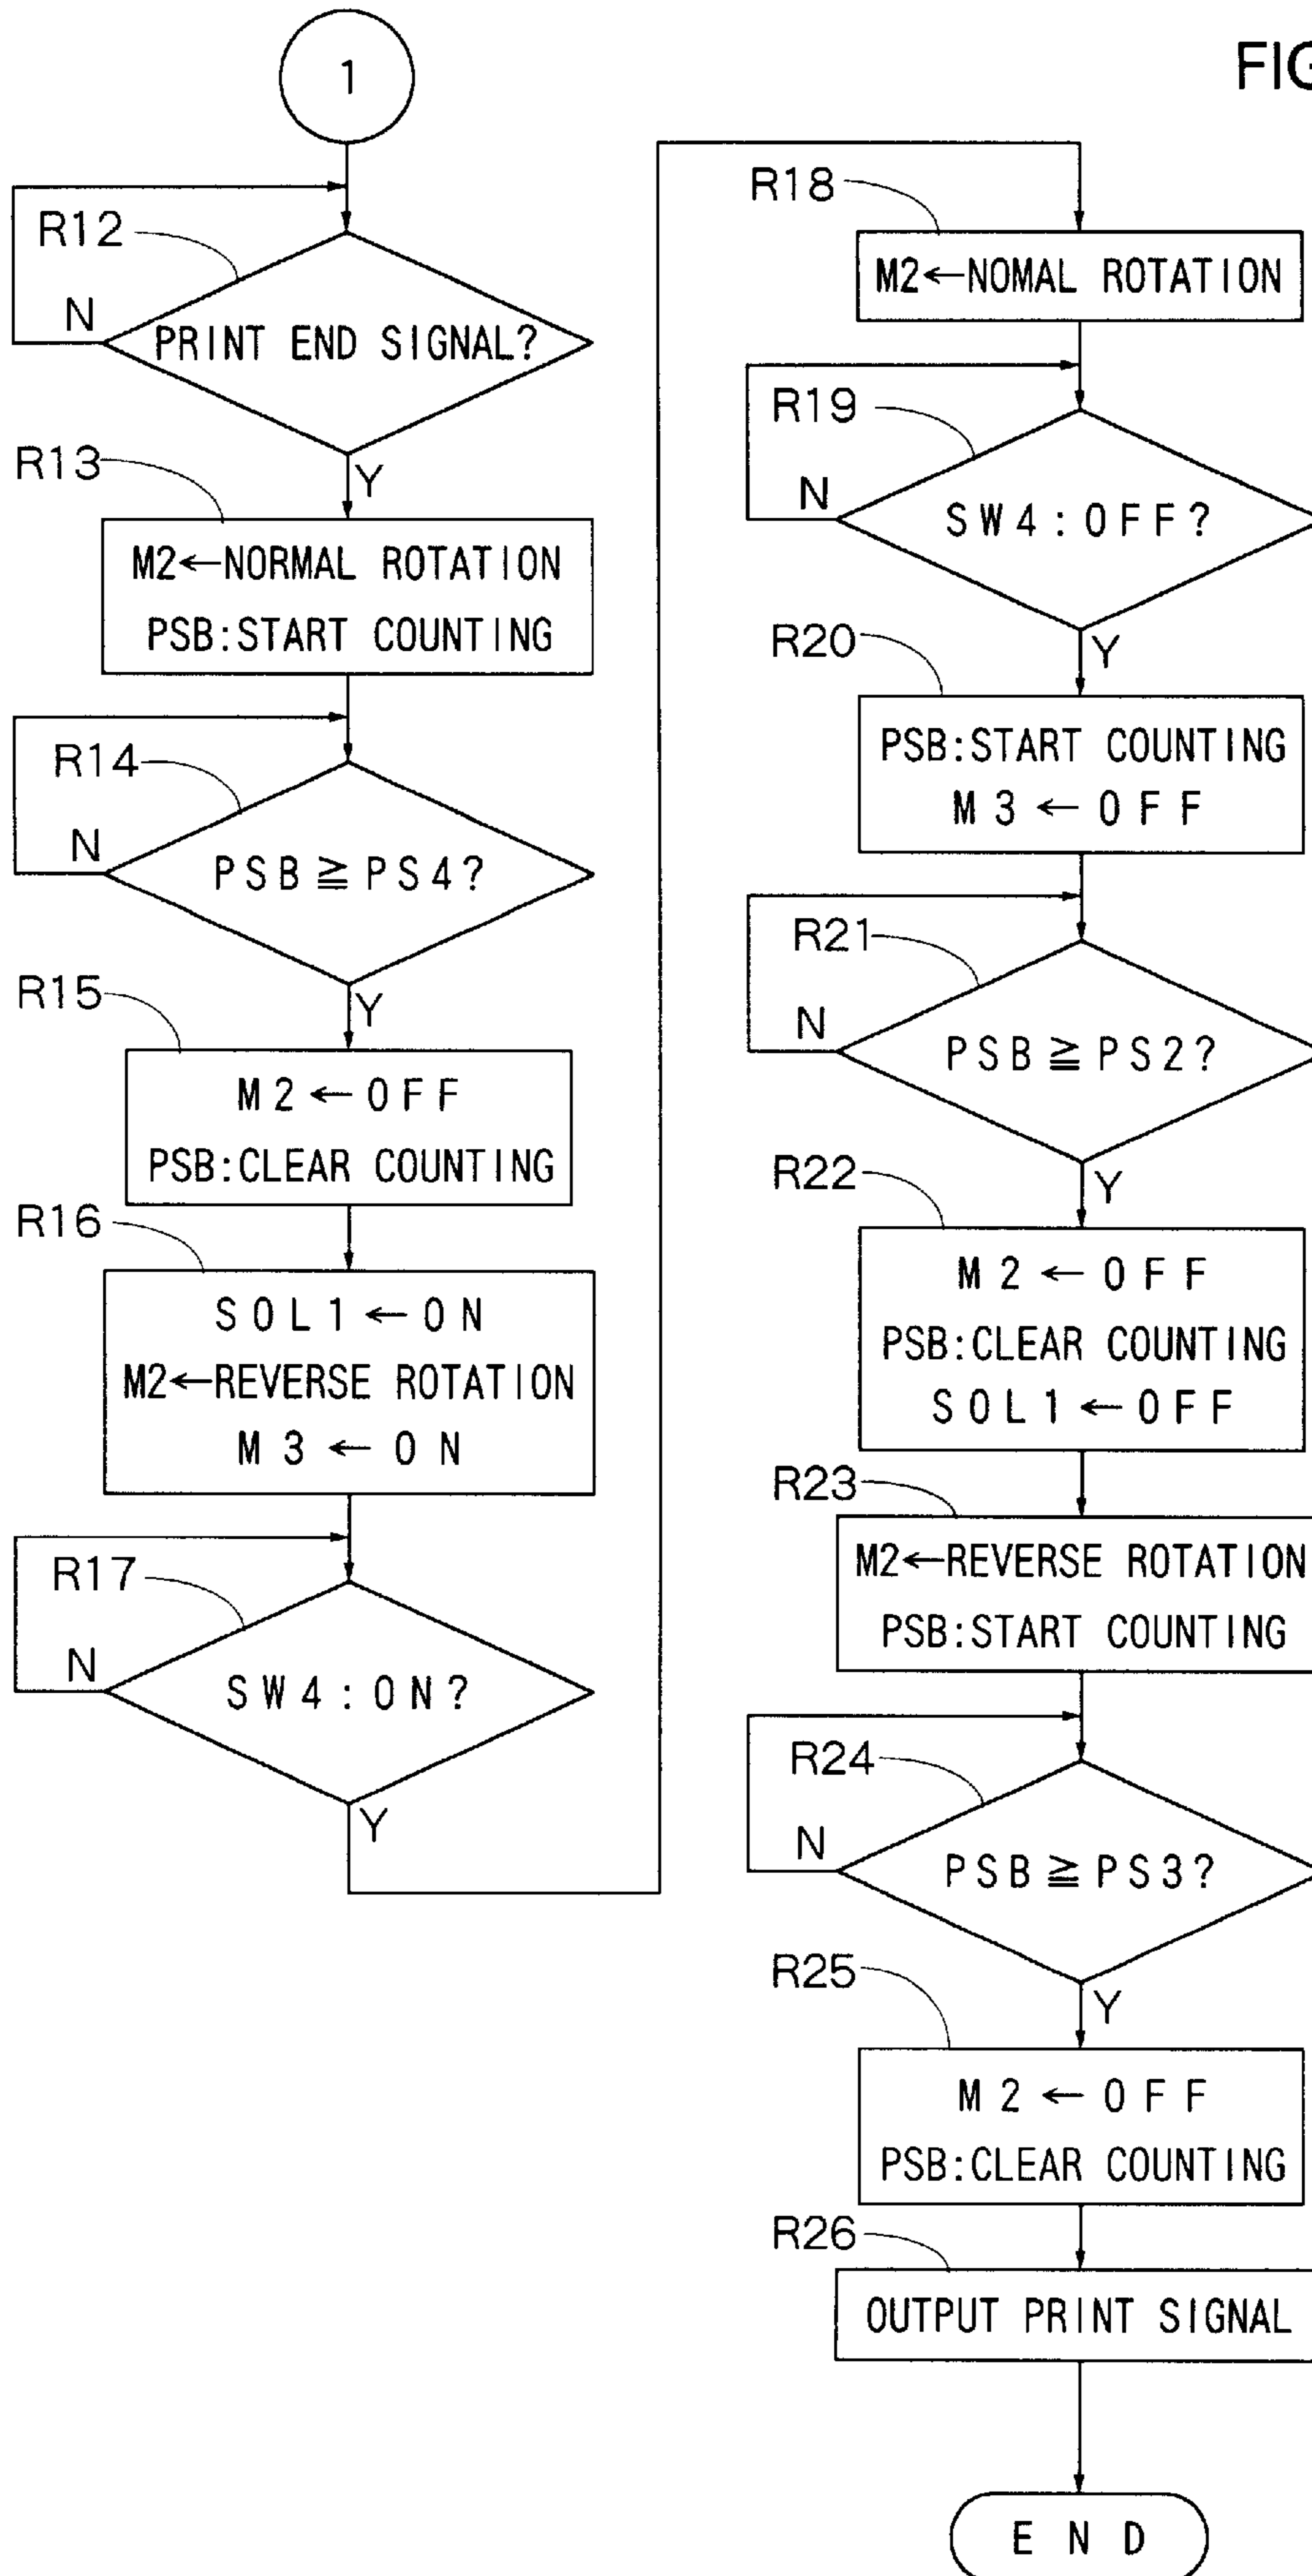 FIG
1
R12
N
PRINT END SIGNAL?
Y
R13
M2←NORMAL ROTATION
PSB:START COUNTING
R14
N
PSB≧PS4?
Y
R15
M2←OFF
PSB:CLEAR COUNTING
R16
SOL1←ON
M2←REVERSE ROTATION
M3←ON
R17
N
SW4:ON?
Y
R18
M2←NOMAL ROTATION
R19
N
SW4:OFF?
Y
R20
PSB:START COUNTING
M3←OFF
R21
N
PSB≧PS2?
Y
R22
M2←OFF
PSB:CLEAR COUNTING
SOL1←OFF
R23
M2←REVERSE ROTATION
PSB:START COUNTING
R24
N
PSB≧PS3?
Y
R25
M2←OFF
PSB:CLEAR COUNTING
R26
OUTPUT PRINT SIGNAL
END